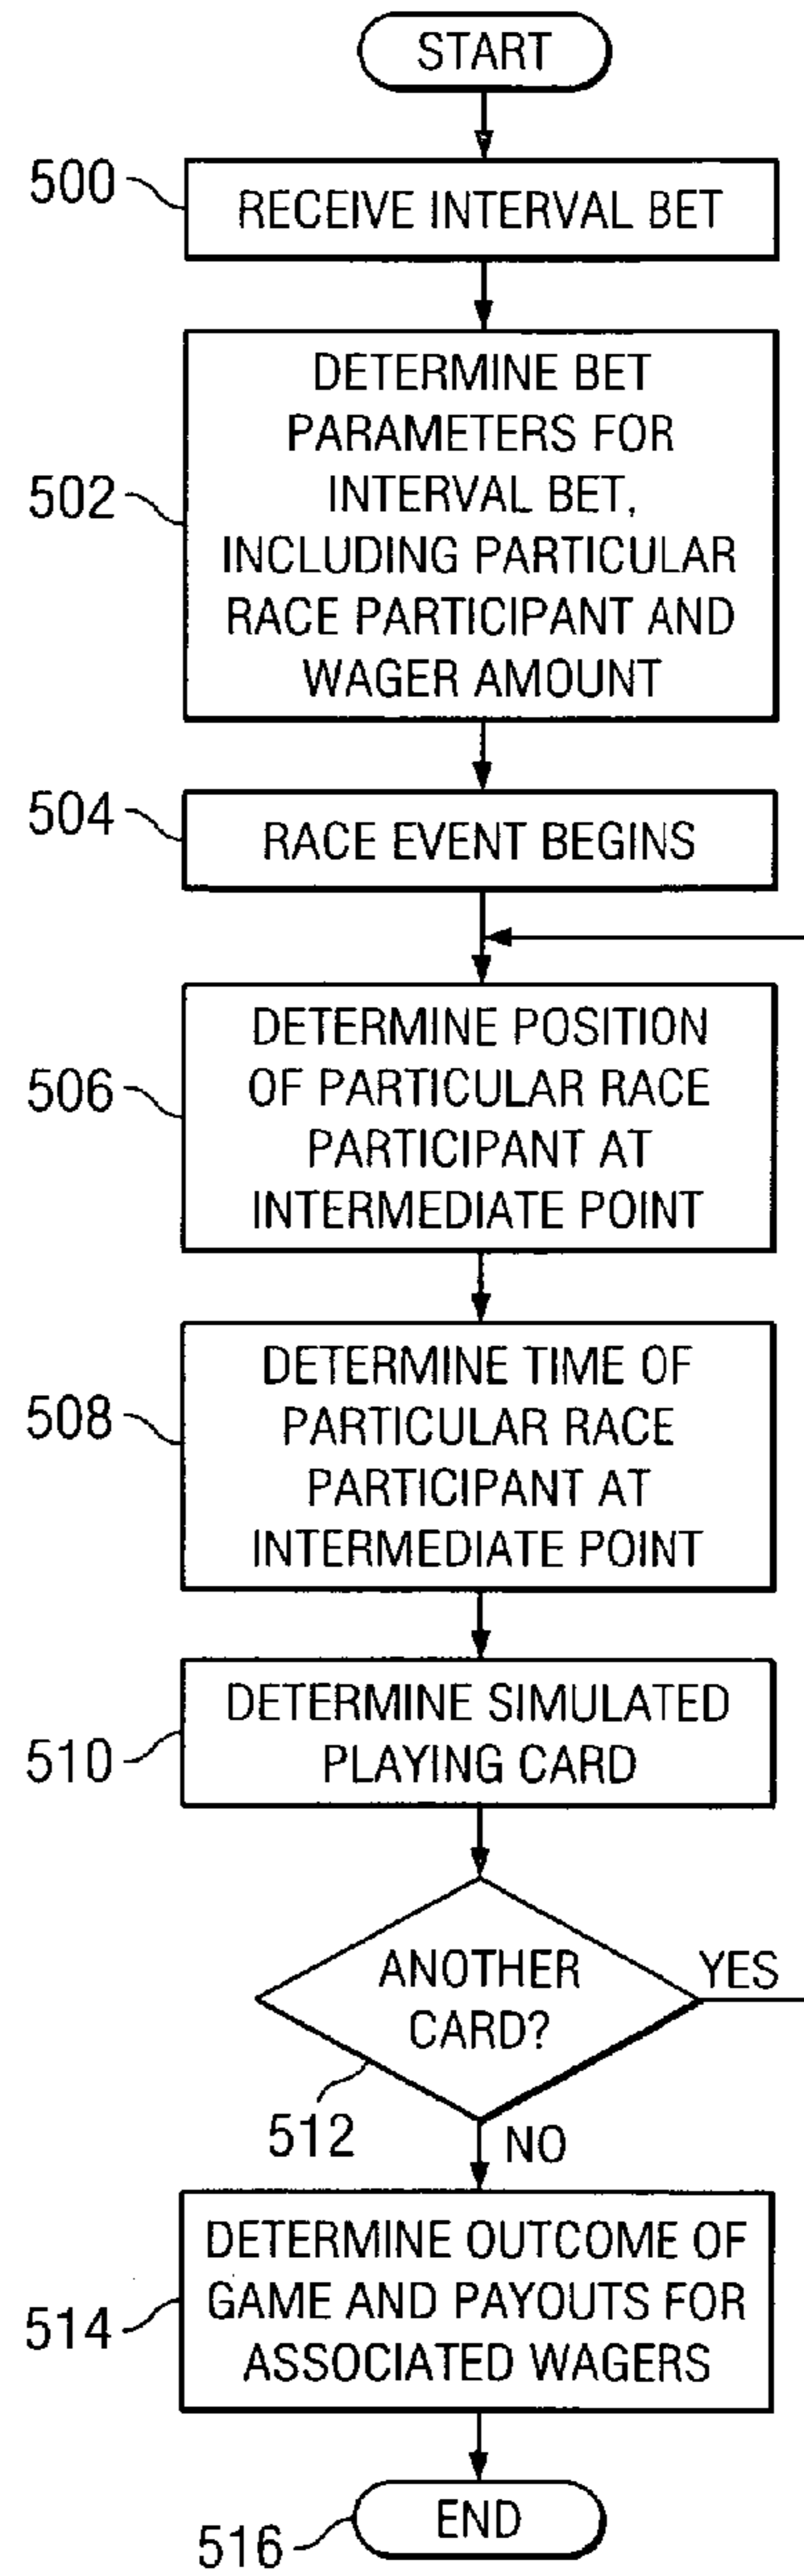 START
500
RECEIVE INTERVAL BET
502
DETERMINE BET
PARAMETERS FOR
INTERVAL BET,
INCLUDING PARTICULAR
RACE PARTICIPANT AND
WAGER AMOUNT
504
RACE EVENT BEGINS
506
DETERMINE POSITION
OF PARTICULAR RACE
PARTICIPANT AT
INTERMEDIATE POINT
508
DETERMINE TIME OF
PARTICULAR RACE
PARTICIPANT AT
INTERMEDIATE POINT
510
DETERMINE SIMULATED
PLAYING CARD
ANOTHER
CARD?
YES
512
NO
514
DETERMINE OUTCOME OF
GAME AND PAYOUTS FOR
ASSOCIATED WAGERS
516
END